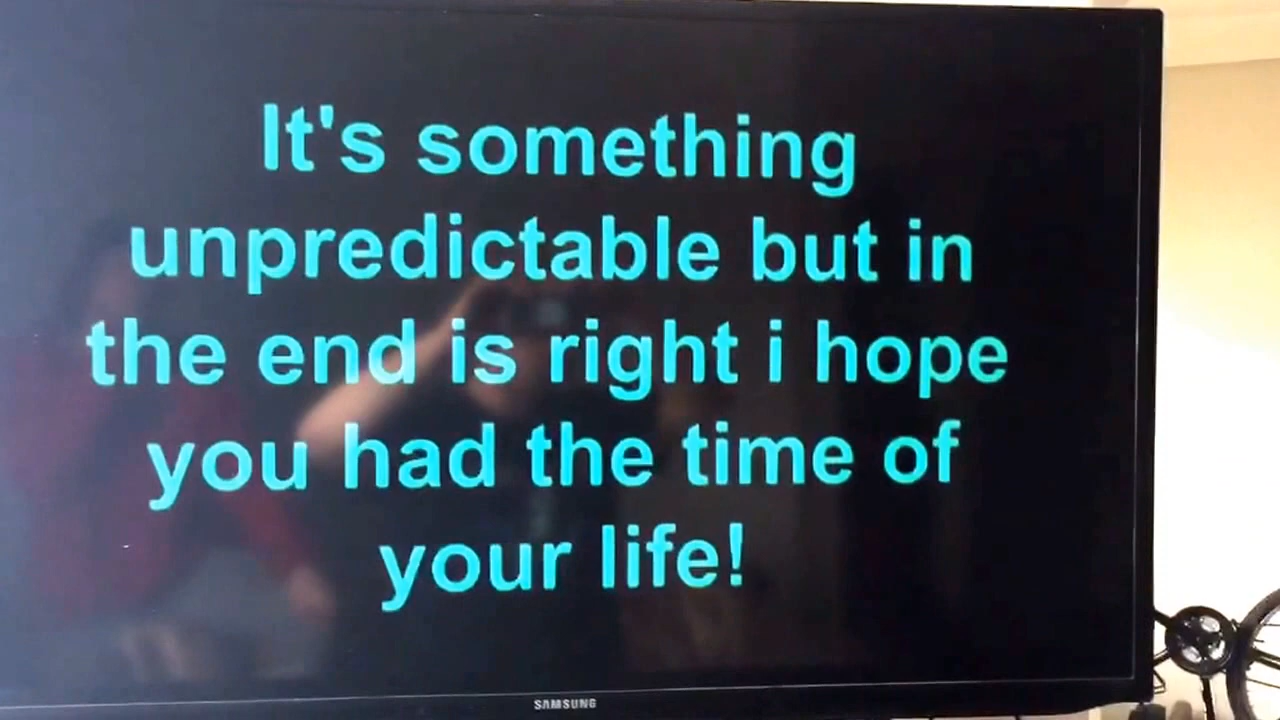 It's something
unpredictable but in
the end is right i hope
you had the time of
your life!
SAMSUNG